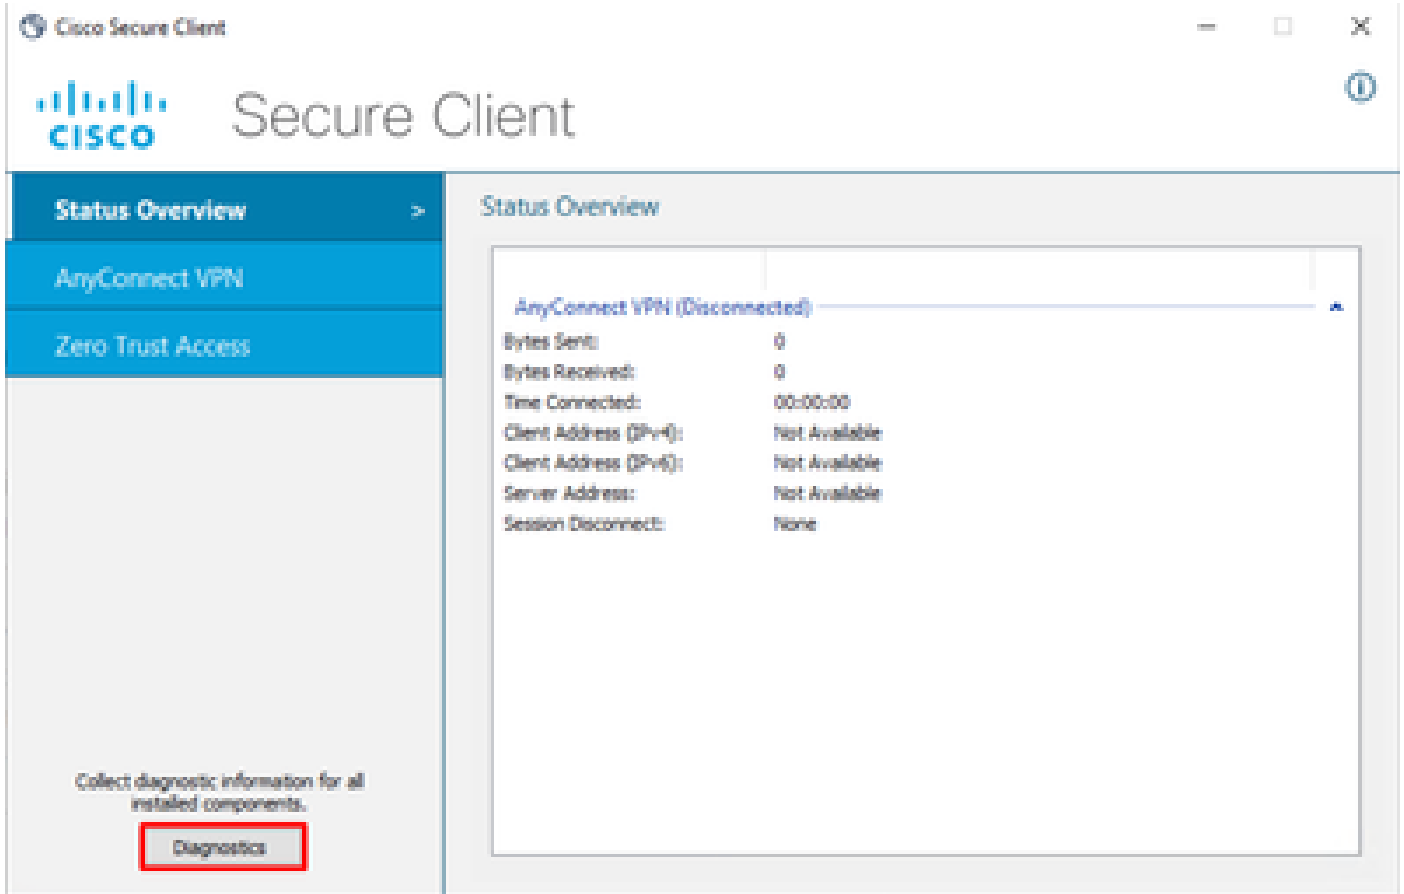 Cisco Secure Client
CISCO
Secure Client
Status Overview >
AnyConnect VPN
Zero Trust Access
Collect diagnostic information for all
installed components.
Diagnostics
Status Overview
AnyConnect VPN (Disconnected)
Bytes Sent: 0
Bytes Received: 0
Time Connected: 00:00:00
Client Address (IPv4): Not Available
Client Address (IPv6): Not Available
Server Address: Not Available
Session Disconnect: None